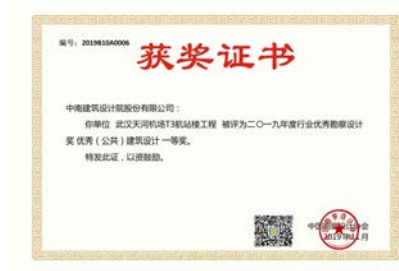 编号：2019B10A0006
获奖证书
中南建筑设计院股份有限公司：
你单位 武汉天河机场T3航站楼工程 被评为二〇一九年度行业优秀勘察设计
奖 优秀（公共）建筑设计 一等奖。
特发此证，以资鼓励。
2019年11月